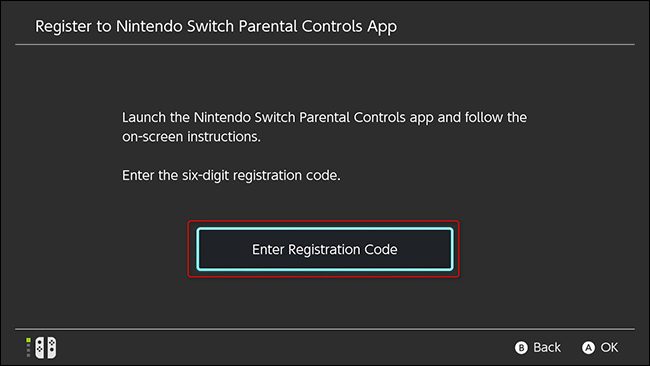 Register to Nintendo Switch Parental Controls App
Launch the Nintendo Switch Parental Controls app and follow the
on-screen instructions.
Enter the six-digit registration code.
Enter Registration Code
B Back A OK